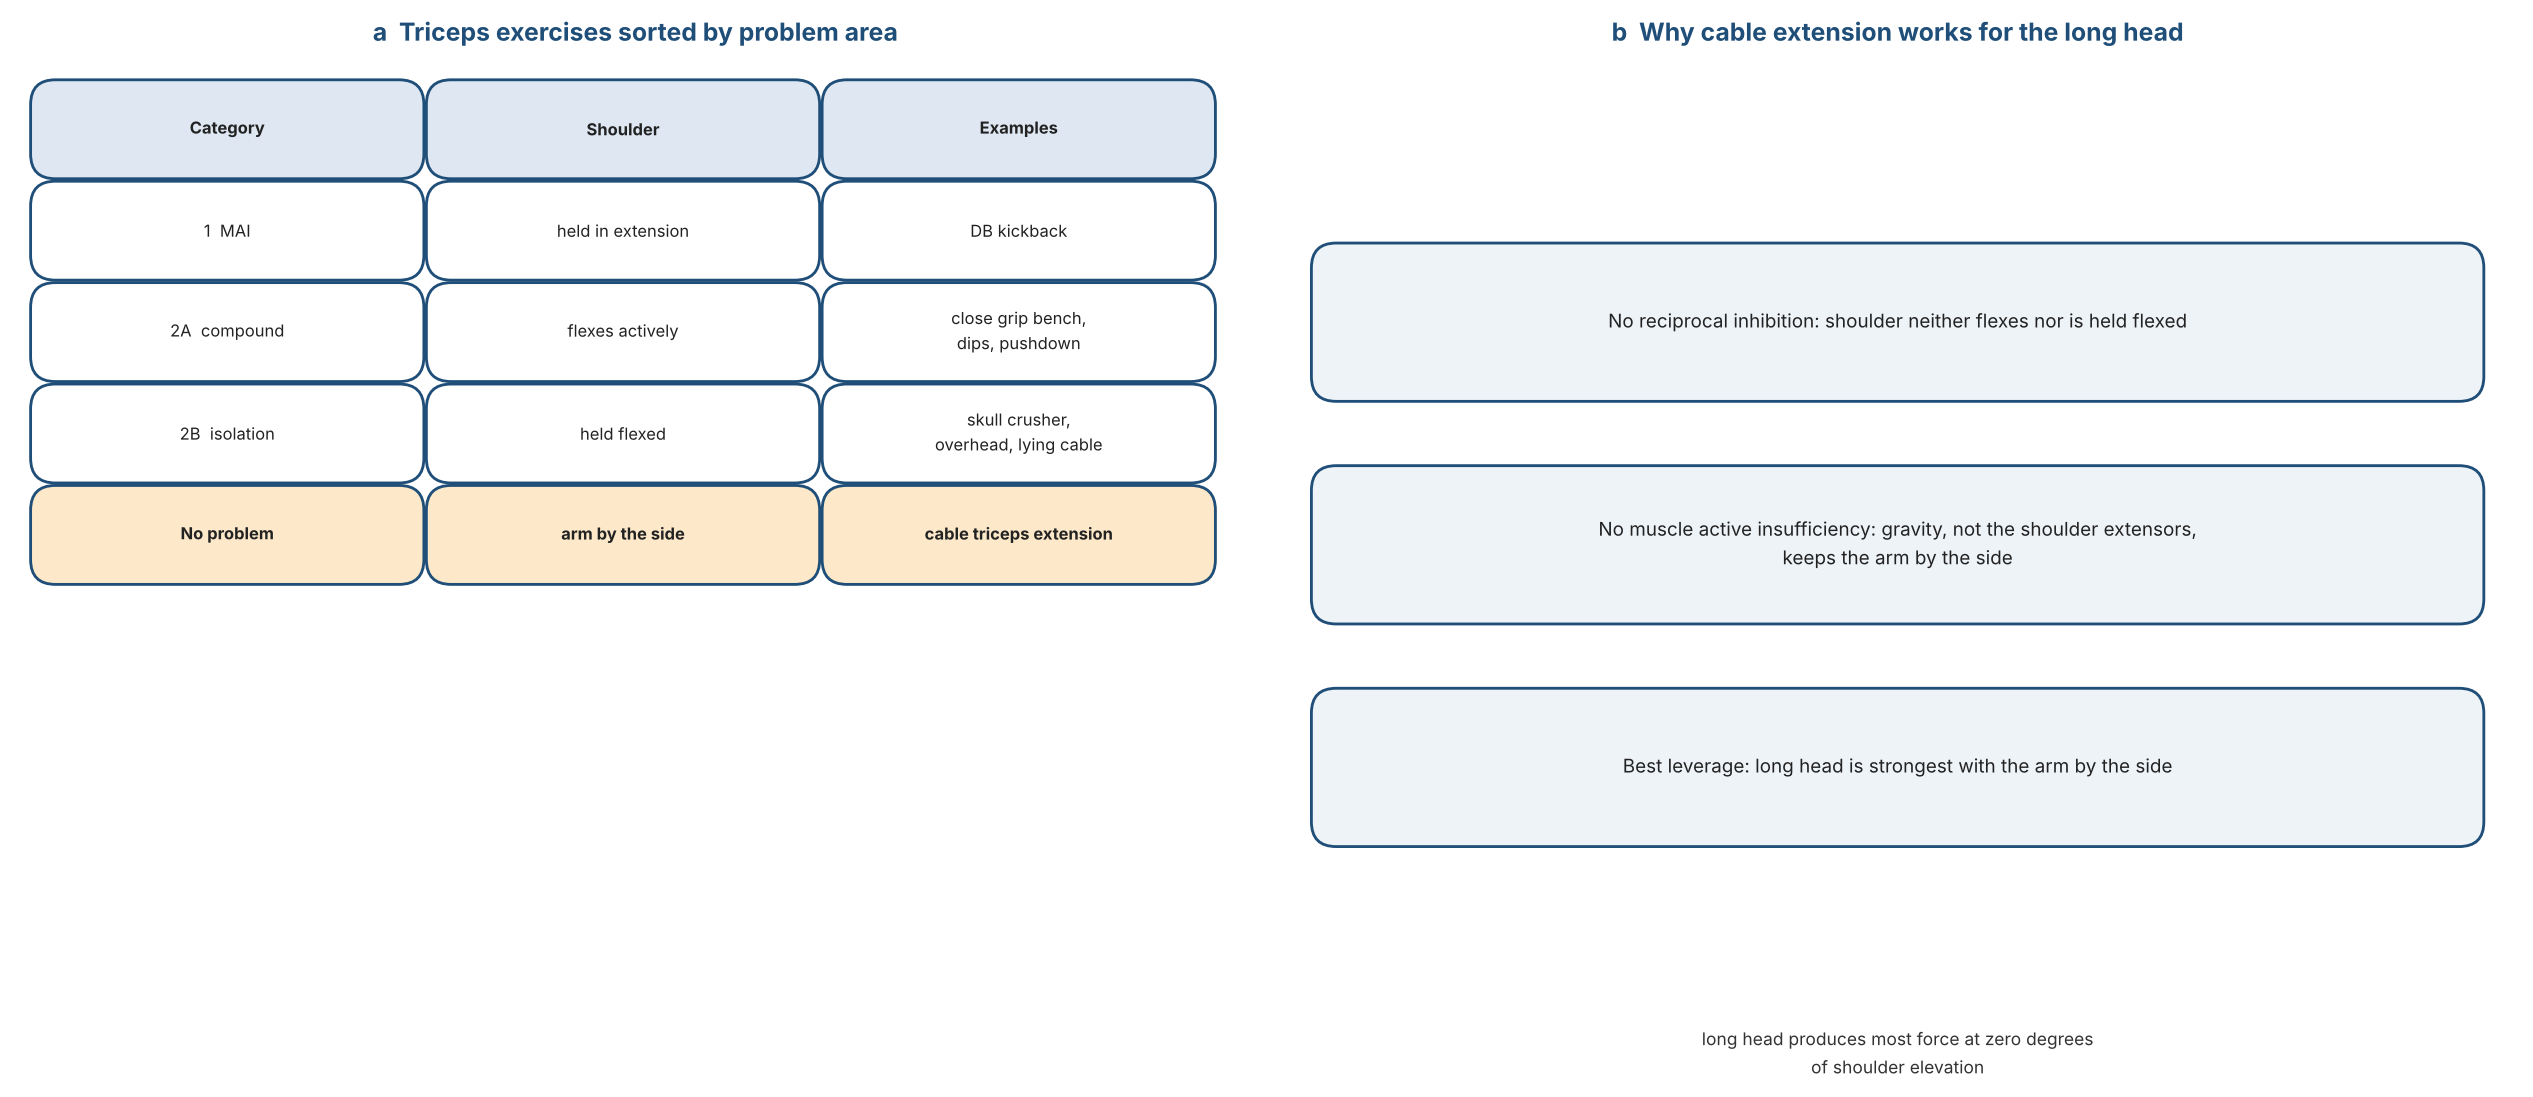 a  Triceps exercises sorted by problem area
Category
Shoulder
Examples
1  MAI
held in extension
DB kickback
2A  compound
flexes actively
close grip bench,
dips, pushdown
2B  isolation
held flexed
skull crusher,
overhead, lying cable
No problem
arm by the side
cable triceps extension
b  Why cable extension works for the long head
No reciprocal inhibition: shoulder neither flexes nor is held flexed
No muscle active insufficiency: gravity, not the shoulder extensors,
keeps the arm by the side
Best leverage: long head is strongest with the arm by the side
long head produces most force at zero degrees
of shoulder elevation